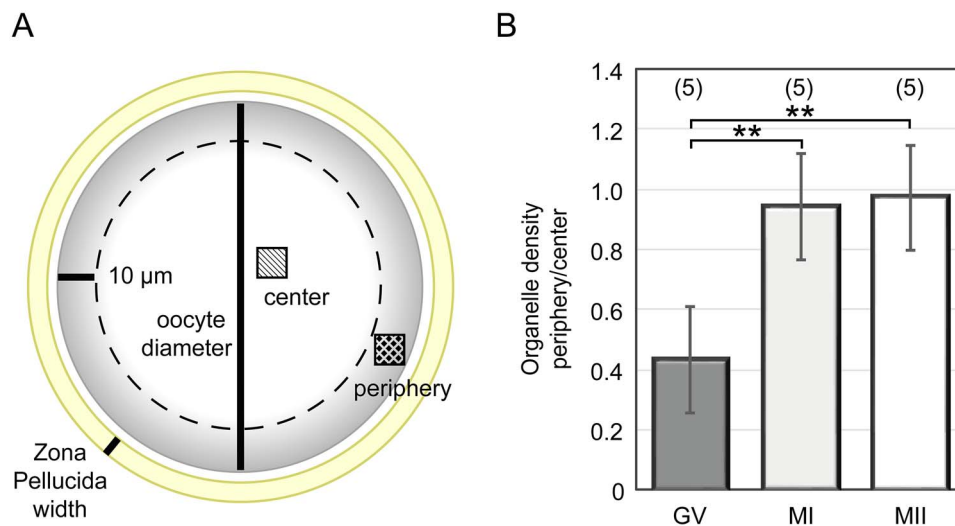 A
10 µm
center
oocyte
diameter
periphery
Zona
Pellucida
width
B
Organelle density
periphery/center
1.4
1.2
1.0
0.8
0.6
0.4
0.2
0
(5) (5) (5)
**
**
GV MI MII